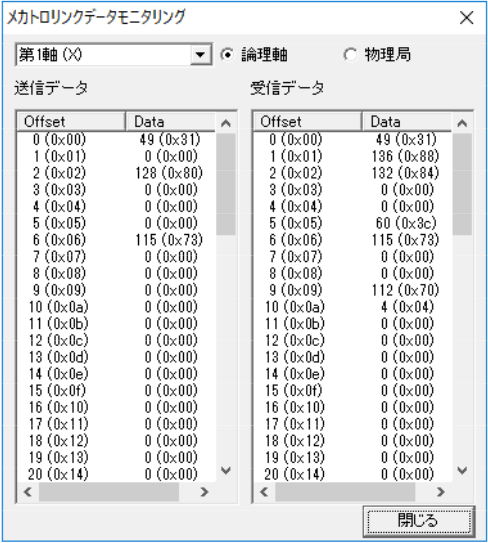 メカトロリンクデータモニタリング
第1軸(X) 論理軸 物理局
送信データ 受信データ
Offset Data Offset Data
0 (0x00) 49 (0x31) 0 (0x00) 49 (0x31)
1 (0x01) 0 (0x00) 1 (0x01) 136 (0x88)
2 (0x02) 128 (0x80) 2 (0x02) 132 (0x84)
3 (0x03) 0 (0x00) 3 (0x03) 0 (0x00)
4 (0x04) 0 (0x00) 4 (0x04) 0 (0x00)
5 (0x05) 0 (0x00) 5 (0x05) 60 (0x3c)
6 (0x06) 115 (0x73) 6 (0x06) 115 (0x73)
7 (0x07) 0 (0x00) 7 (0x07) 0 (0x00)
8 (0x08) 0 (0x00) 8 (0x08) 0 (0x00)
9 (0x09) 0 (0x00) 9 (0x09) 112 (0x70)
10 (0x0a) 0 (0x00) 10 (0x0a) 4 (0x04)
11 (0x0b) 0 (0x00) 11 (0x0b) 0 (0x00)
12 (0x0c) 0 (0x00) 12 (0x0c) 0 (0x00)
13 (0x0d) 0 (0x00) 13 (0x0d) 0 (0x00)
14 (0x0e) 0 (0x00) 14 (0x0e) 0 (0x00)
15 (0x0f) 0 (0x00) 15 (0x0f) 0 (0x00)
16 (0x10) 0 (0x00) 16 (0x10) 0 (0x00)
17 (0x11) 0 (0x00) 17 (0x11) 0 (0x00)
18 (0x12) 0 (0x00) 18 (0x12) 0 (0x00)
19 (0x13) 0 (0x00) 19 (0x13) 0 (0x00)
20 (0x14) 0 (0x00) 20 (0x14) 0 (0x00)
閉じる